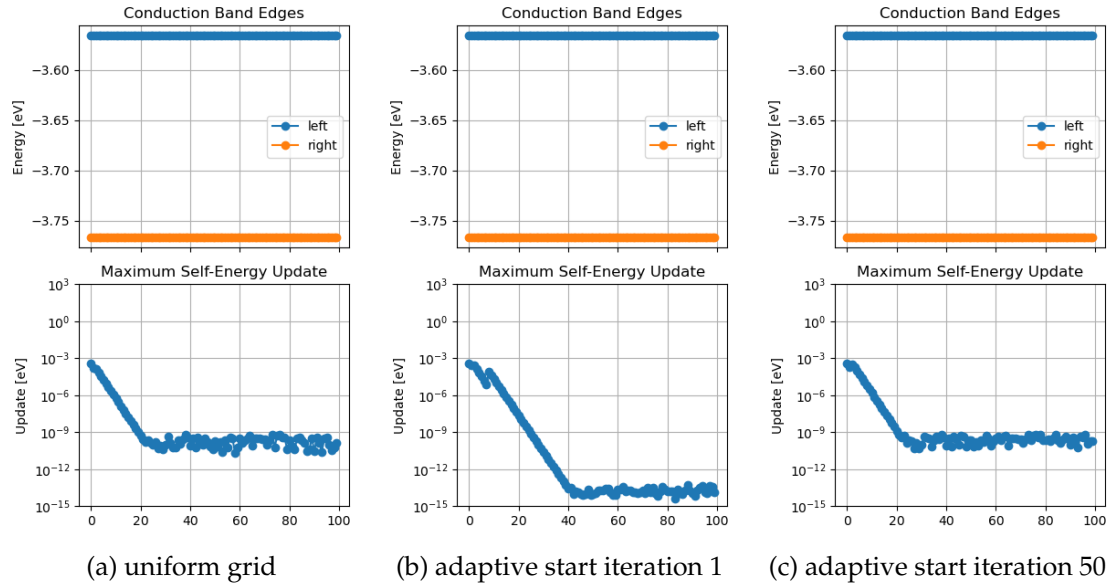 Conduction Band Edges
Energy [eV]
−3.60
−3.65
−3.70
−3.75
left
right
Maximum Self-Energy Update
Update [eV]
10^3
10^0
10^−3
10^−6
10^−9
10^−12
10^−15
0 20 40 60 80 100
(a) uniform grid
Conduction Band Edges
Energy [eV]
−3.60
−3.65
−3.70
−3.75
left
right
Maximum Self-Energy Update
Update [eV]
10^3
10^0
10^−3
10^−6
10^−9
10^−12
10^−15
0 20 40 60 80 100
(b) adaptive start iteration 1
Conduction Band Edges
Energy [eV]
−3.60
−3.65
−3.70
−3.75
left
right
Maximum Self-Energy Update
Update [eV]
10^3
10^0
10^−3
10^−6
10^−9
10^−12
10^−15
0 20 40 60 80 100
(c) adaptive start iteration 50